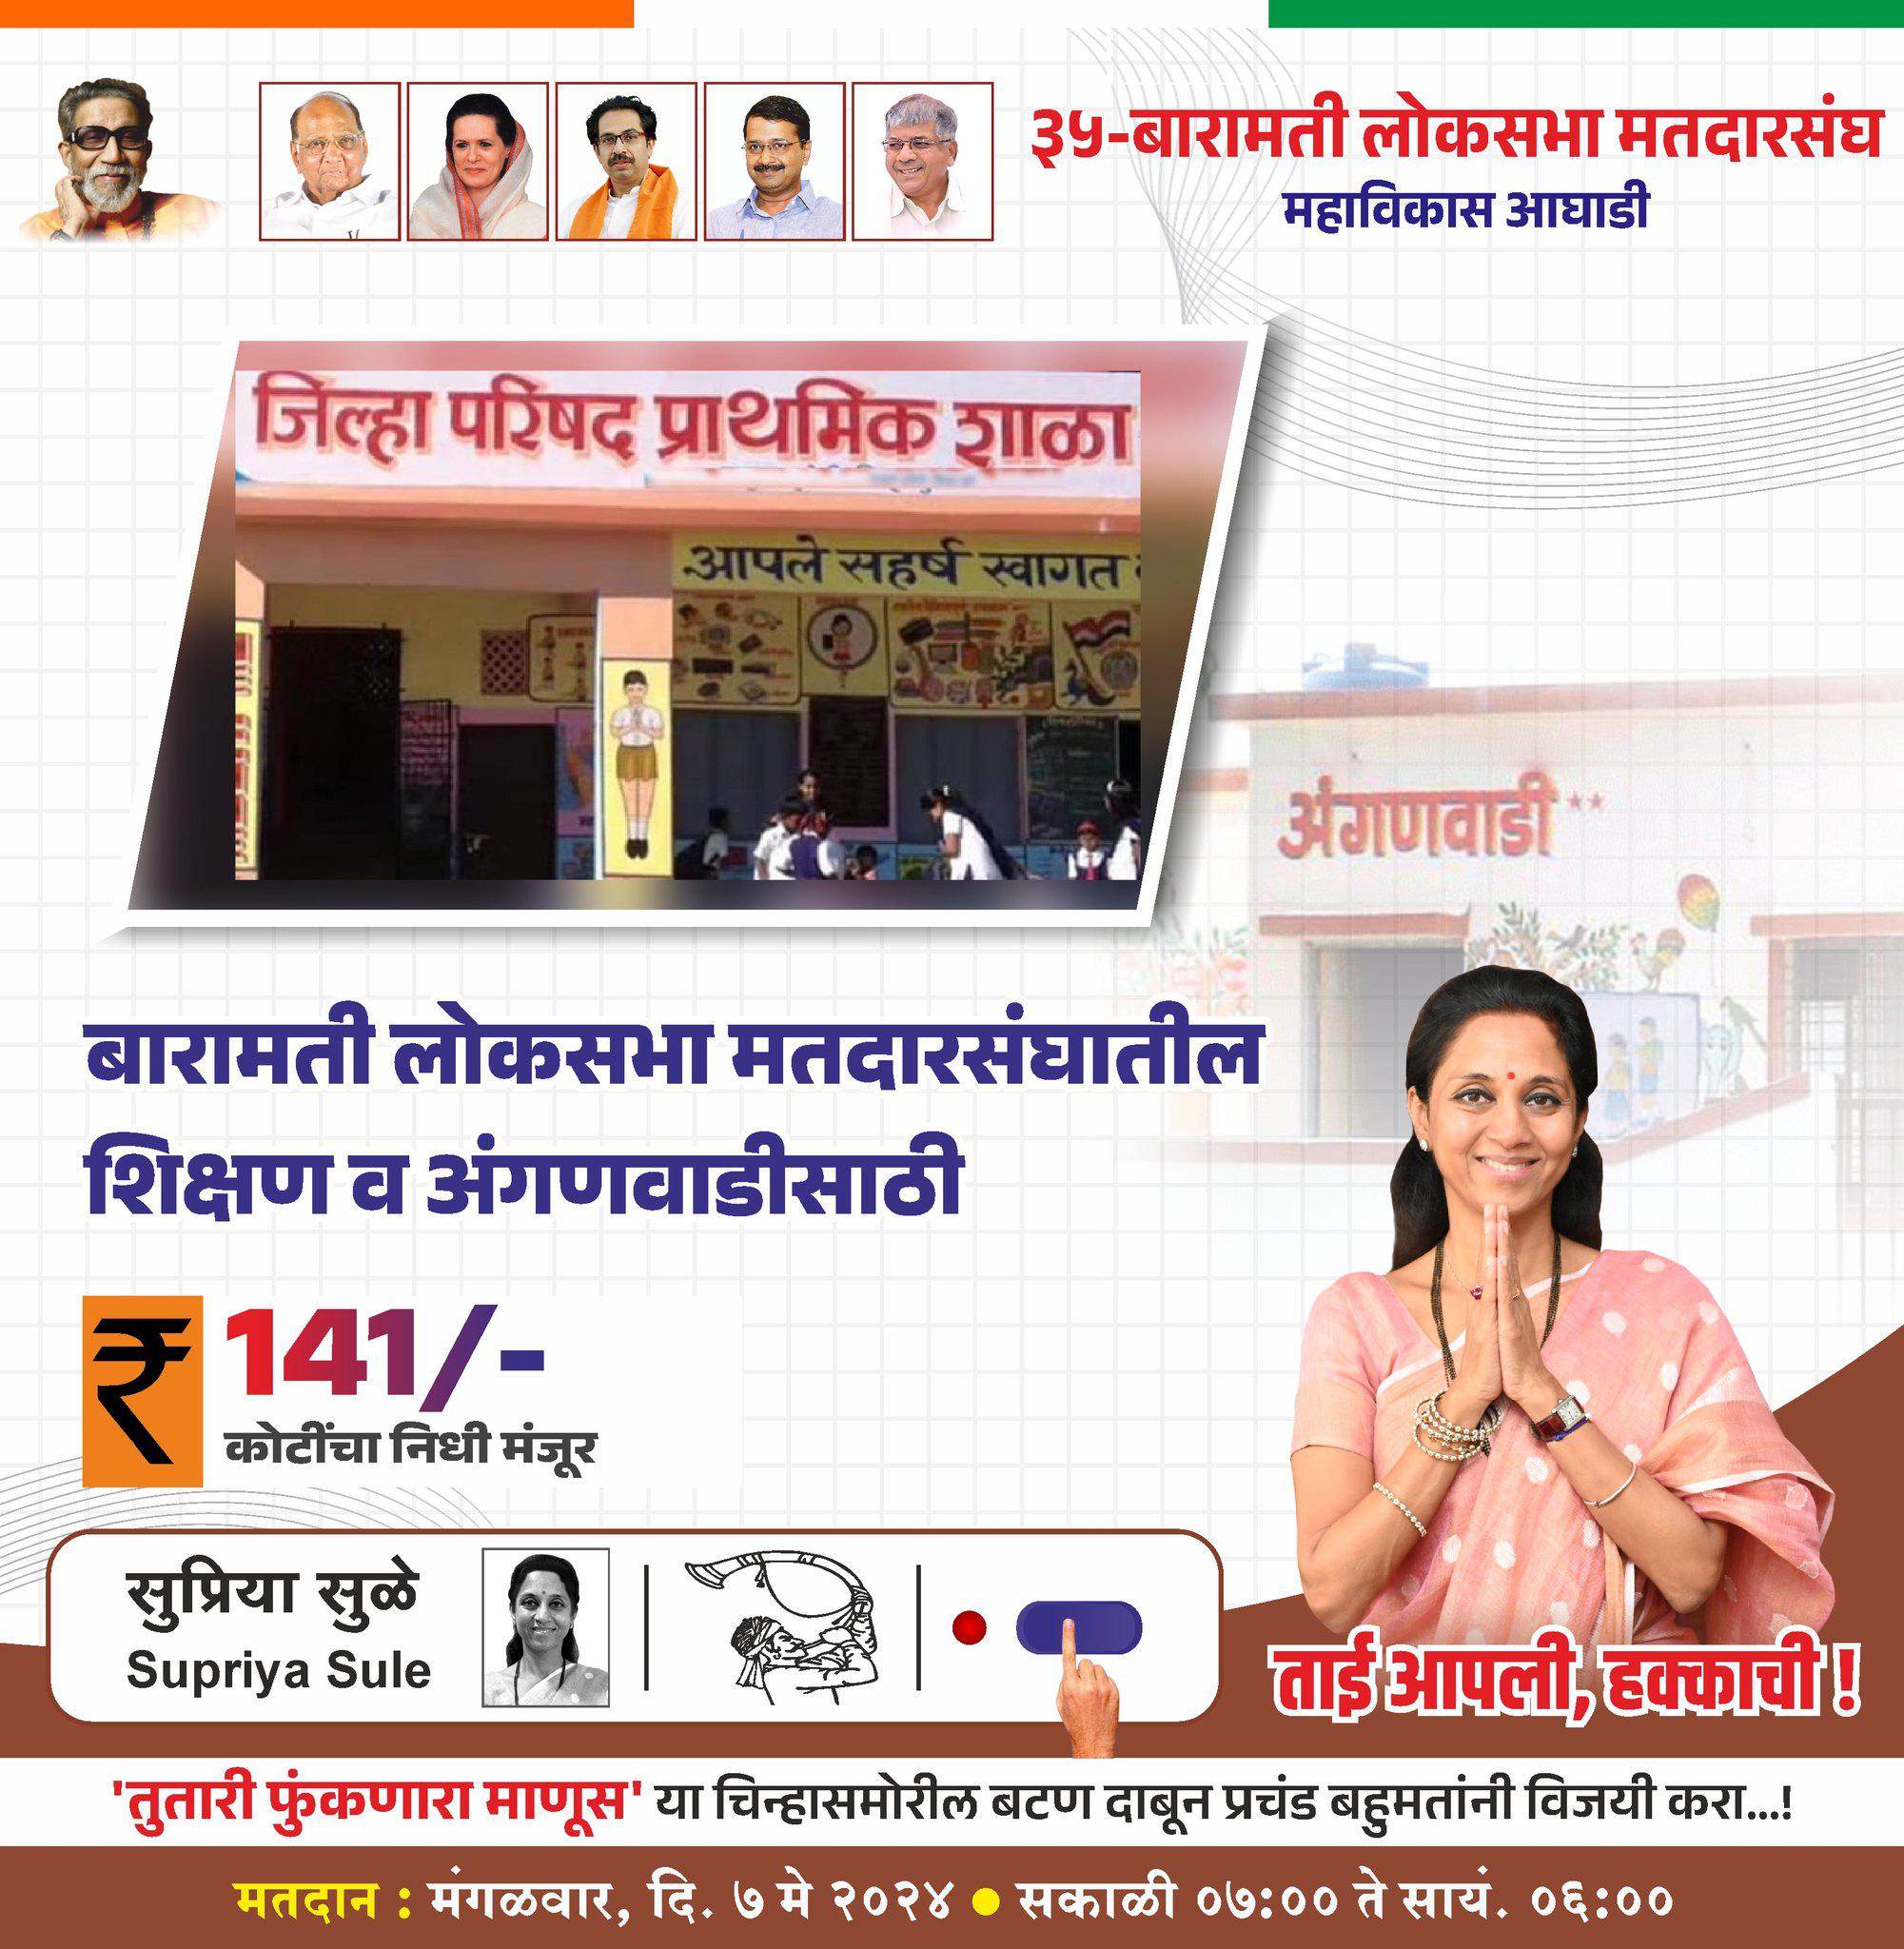 ३५-बारामती लोकसभा मतदारसंघ
महाविकास आघाडी
जिल्हा परिषद प्राथमिक शाळा
आपले सहर्ष स्वागत
अंगणवाडी
बारामती लोकसभा मतदारसंघातील
शिक्षण व अंगणवाडीसाठी
₹ 141/-
कोटींचा निधी मंजूर
सुप्रिया सुळे
Supriya Sule
ताई आपली, हक्काची !
'तुतारी फुंकणारा माणूस' या चिन्हासमोरील बटण दाबून प्रचंड बहुमतांनी विजयी करा...!
मतदान : मंगळवार, दि. ७ मे २०२४ ● सकाळी ०७:०० ते सायं. ०६:००